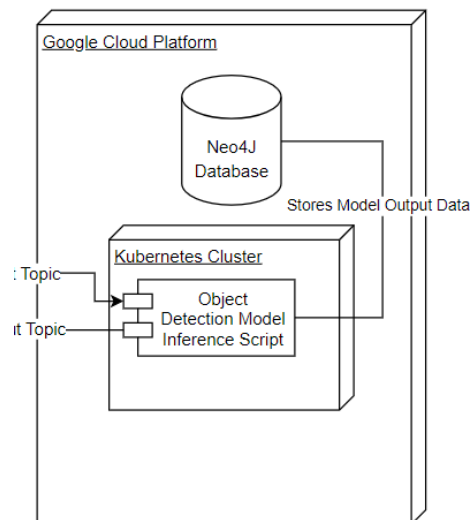 Google Cloud Platform
Neo4J
Database
Stores Model Output Data
Kubernetes Cluster
Topic
Object
Detection Model
Inference Script
Topic